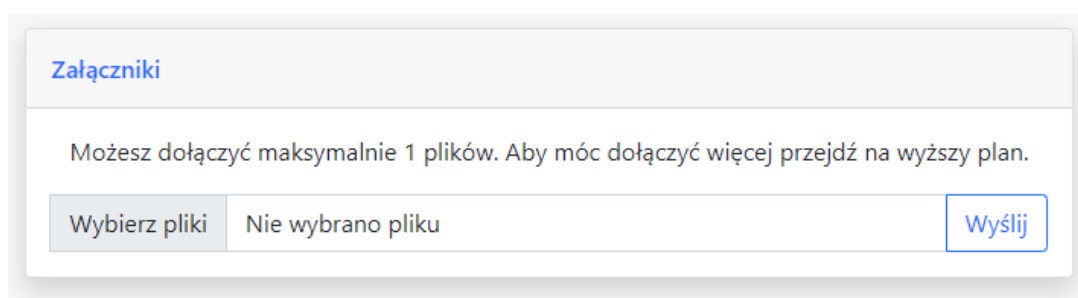 Załączniki
Możesz dołączyć maksymalnie 1 plików. Aby móc dołączyć więcej przejdź na wyższy plan.
Wybierz pliki Nie wybrano pliku Wyślij